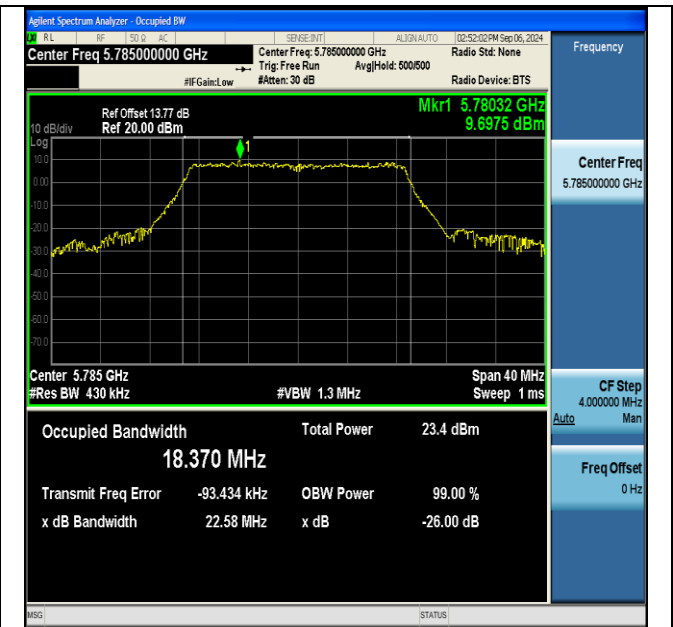 Agilent Spectrum Analyzer - Occupied BW
LXI RL RF 50 Ω AC SENSE:INT ALIGN AUTO 02:52:02 PM Sep 06, 2024
Center Freq 5.785000000 GHz
Center Freq: 5.785000000 GHz
Radio Std: None
Trig: Free Run Avg|Hold: 500/500
#IFGain:Low #Atten: 30 dB Radio Device: BTS
Frequency
Mkr1 5.78032 GHz
9.6975 dBm
Ref Offset 13.77 dB
10 dB/div Ref 20.00 dBm
Log
1
10.0
0.00
-10.0
-20.0
-30.0
-40.0
-50.0
-60.0
-70.0
Center 5.785 GHz Span 40 MHz
#Res BW 430 kHz #VBW 1.3 MHz Sweep 1 ms
Center Freq
5.785000000 GHz
CF Step
4.000000 MHz
Auto Man
Freq Offset
0 Hz
Occupied Bandwidth Total Power 23.4 dBm
18.370 MHz
Transmit Freq Error -93.434 kHz OBW Power 99.00 %
x dB Bandwidth 22.58 MHz x dB -26.00 dB
MSG STATUS